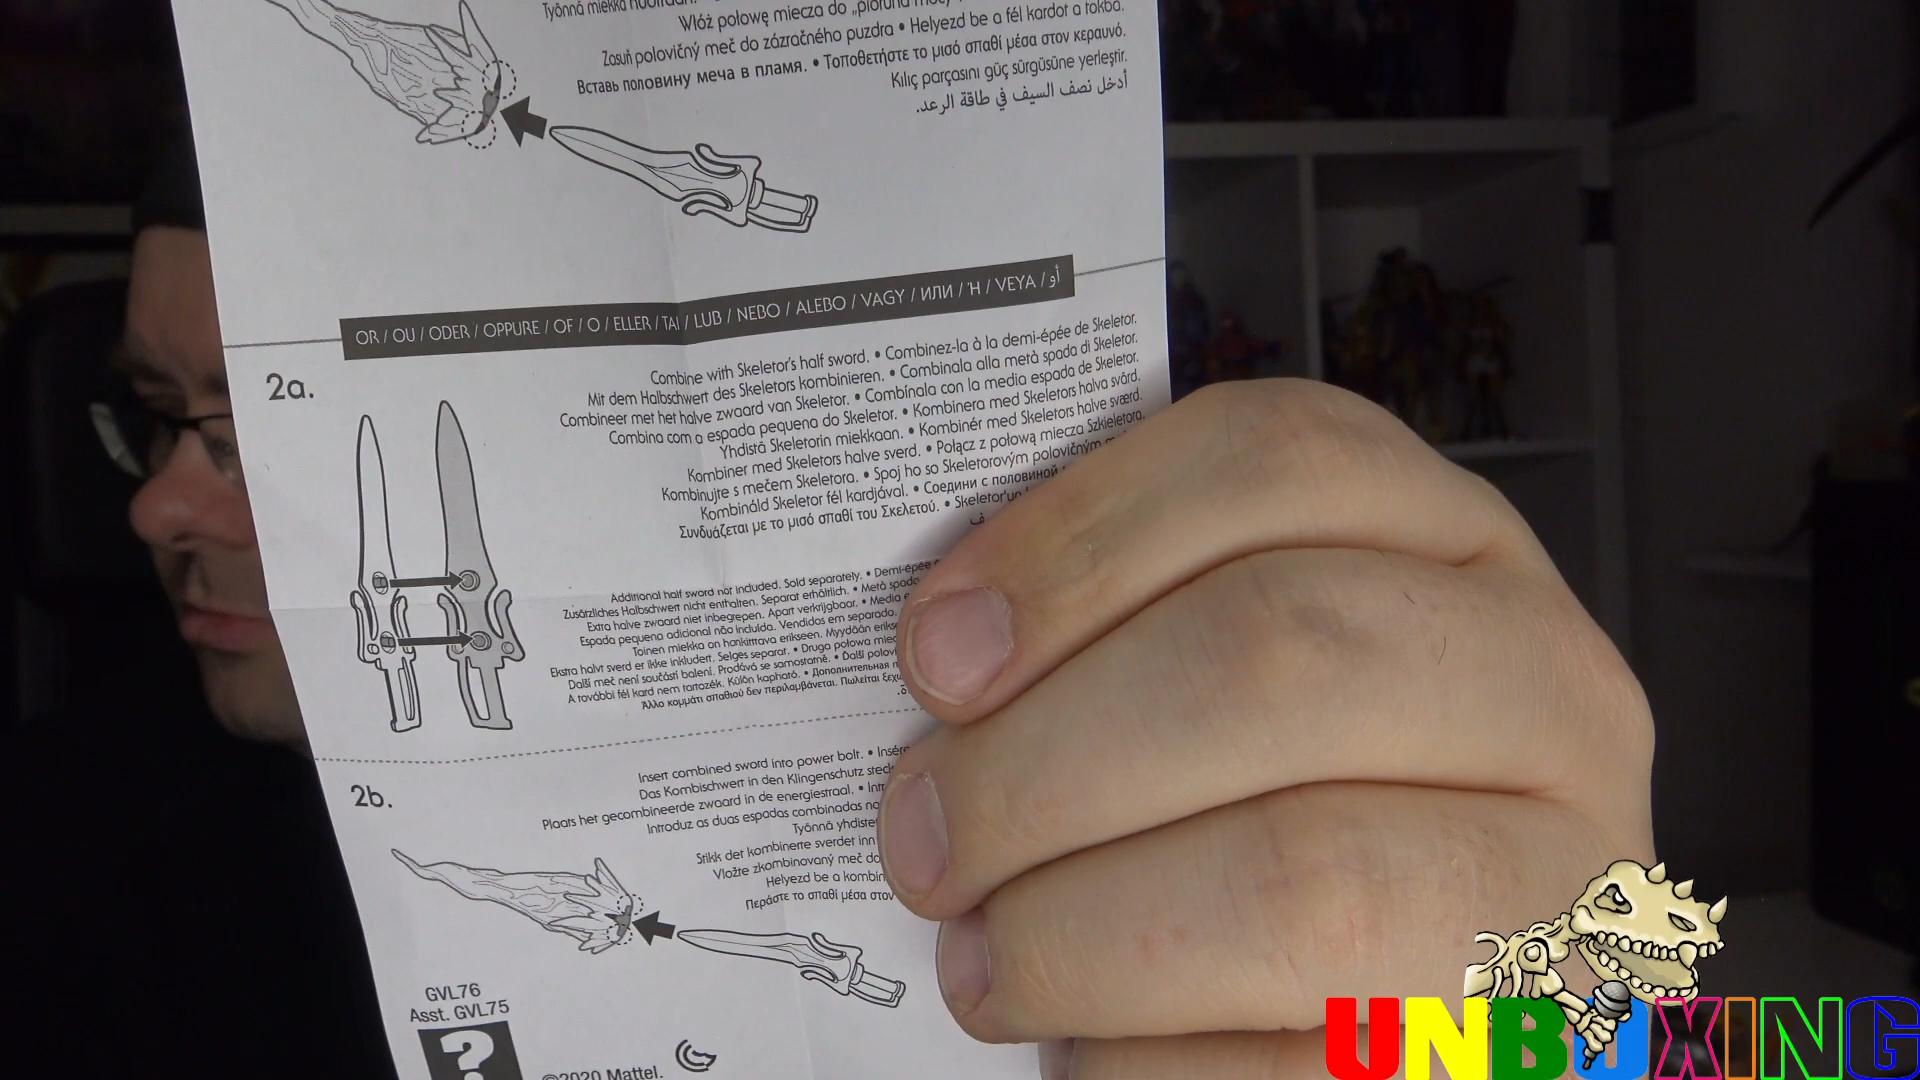 Työnnä miekka
Włóż połowę miecza do „pioruna mocy
Zasuň polovičný meč do zázračného puzdra • Helyezd be a fél kardot a tokba.
Вставь половину меча в пламя. • Τοποθετήστε το μισό σπαθί μέσα στον κεραυνό.
Kılıç parçasını güç sürgüsüne yerleştir.
أدخل نصف السيف في طاقة الرعد.
OR / OU / ODER / OPPURE / OF / O / ELLER / TAI / LUB / NEBO / ALEBO / VAGY / ИЛИ / Ή / VEYA / أو
2a.
Combine with Skeletor's half sword. • Combinez-la à la demi-épée de Skeletor.
Mit dem Halbschwert des Skeletors kombinieren. • Combinala alla metà spada di Skeletor.
Combineer met het halve zwaard van Skeletor. • Combínala con la media espada de Skeletor.
Combina com a espada pequena do Skeletor. • Kombinera med Skeletors halva svärd.
Yhdistä Skeletorin miekkaan. • Kombinér med Skeletors halve sværd.
Kombiner med Skeletors halve sverd. • Połącz z połową miecza Szkieletora.
Kombinujte s mečem Skeletora. • Spoj ho so Skeletorovým polovičným
Kombináld Skeletor fél kardjával. • Соедини с половиной
Συνδυάζεται με το μισό σπαθί του Σκελετού. • Skeletor'un
Additional half sword not included. Sold separately. • Demi-épée
Zusätzliches Halbschwert nicht enthalten. Separat erhältlich. • Metà spada
Extra halve zwaard niet inbegrepen. Apart verkrijgbaar. • Media
Espada pequena adicional não incluída. Vendidos em separado.
Toinen miekka on hankittava erikseen. Myydään
Ekstra halvt sverd er ikke inkludert. Selges separat. • Druga połowa
Další meč není součástí balení. Prodává se samostatně. • Ďalší
A további fél kard nem tartozék. Külön kapható. • Дополнительная
Άλλο κομμάτι σπαθιού δεν περιλαμβάνεται. Πωλείται
2b.
Insert combined sword into power bolt. •
Das Kombischwert in den Klingenschutz
Plaats het gecombineerde zwaard in de energiestraal. •
Introduz as duas espadas combinadas
Työnnä
Stikk det kombinerte sverdet inn
Vložte zkombinovaný meč do
Helyezd be a
Περάστε το σπαθί μέσα στον
GVL76
Asst. GVL75
?
©2020 Mattel.
UNBOXING